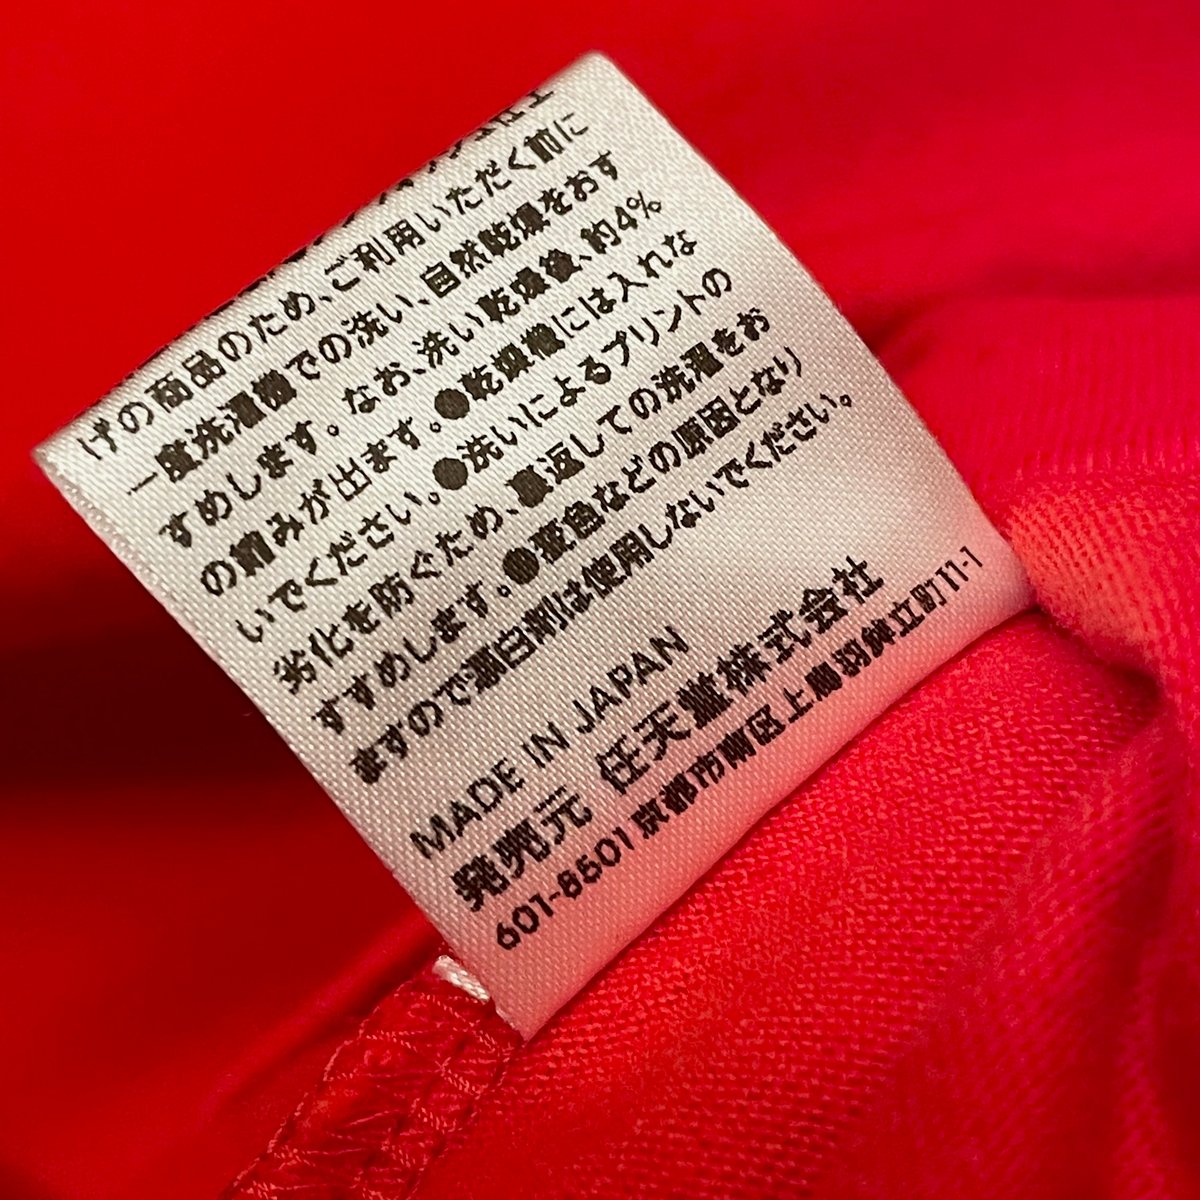 げの商品のため、ご利用いただく前に
一度洗濯機での洗い、自然乾燥をおす
すめします。なお、洗い乾燥後、約4%
の縮みが出ます。●乾燥機には入れな
いでください。●洗いによるプリントの
劣化を防ぐため、裏返しての洗濯をお
すすめします。●変色などの原因となり
ますので漂白剤は使用しないでください。
MADE IN JAPAN
発売元 任天堂株式会社
601-8501 京都市南区上鳥羽鉾立町11-1